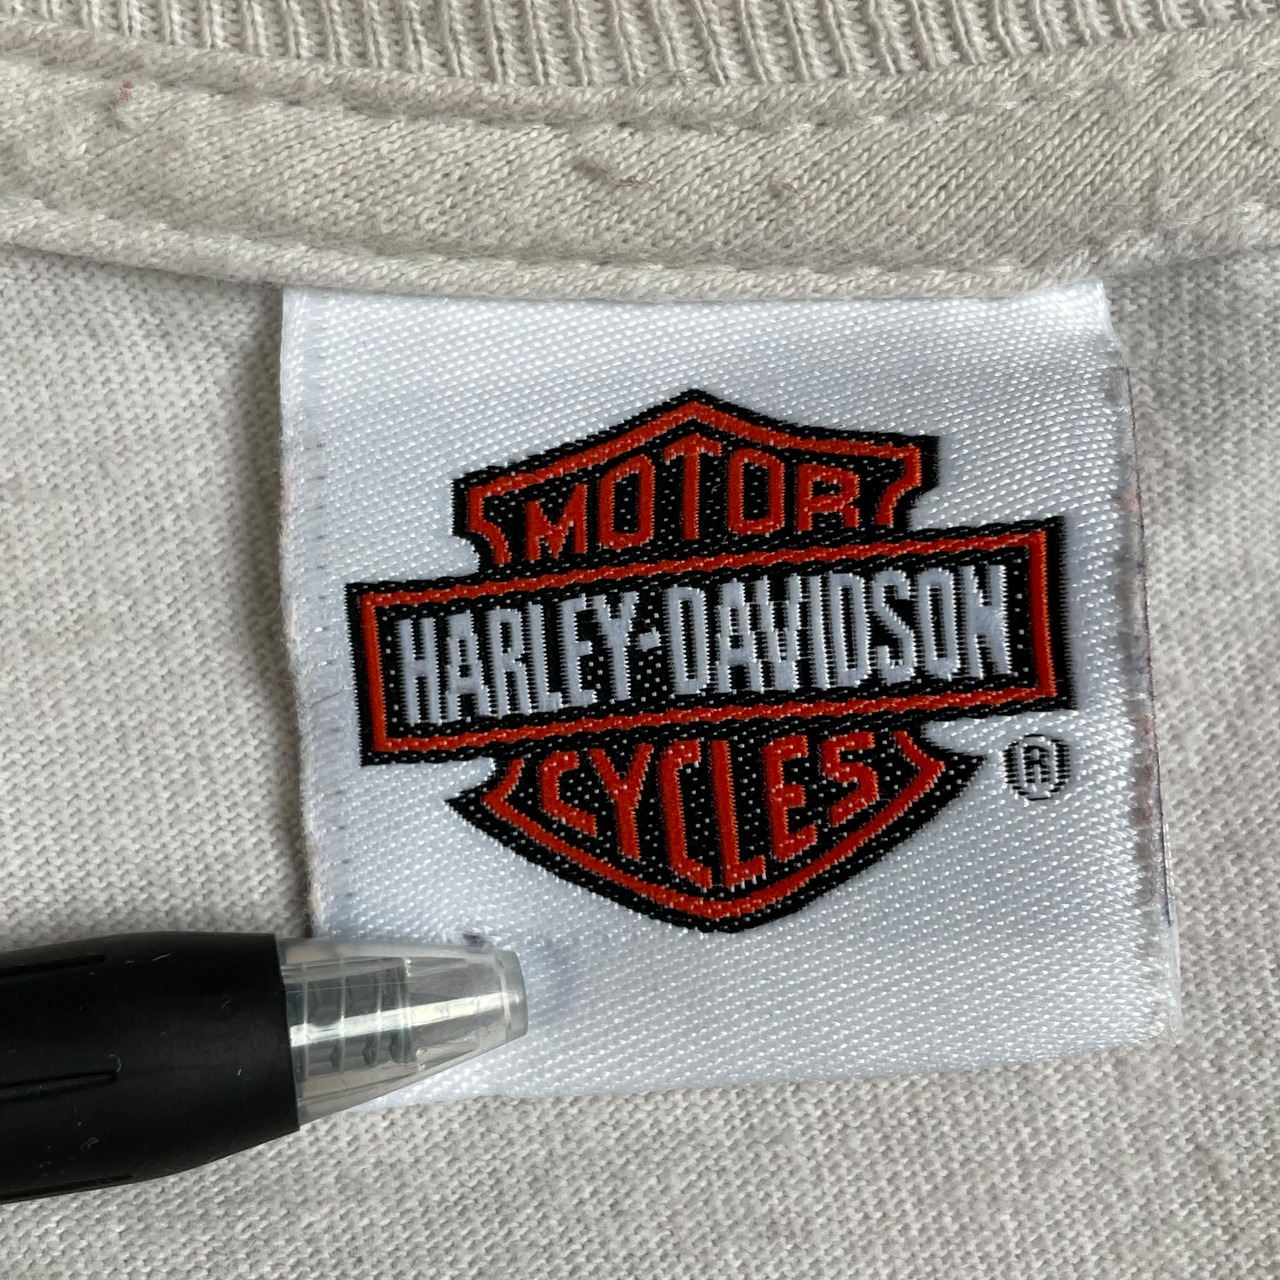 MOTOR
HARLEY-DAVIDSON
CYCLES
®